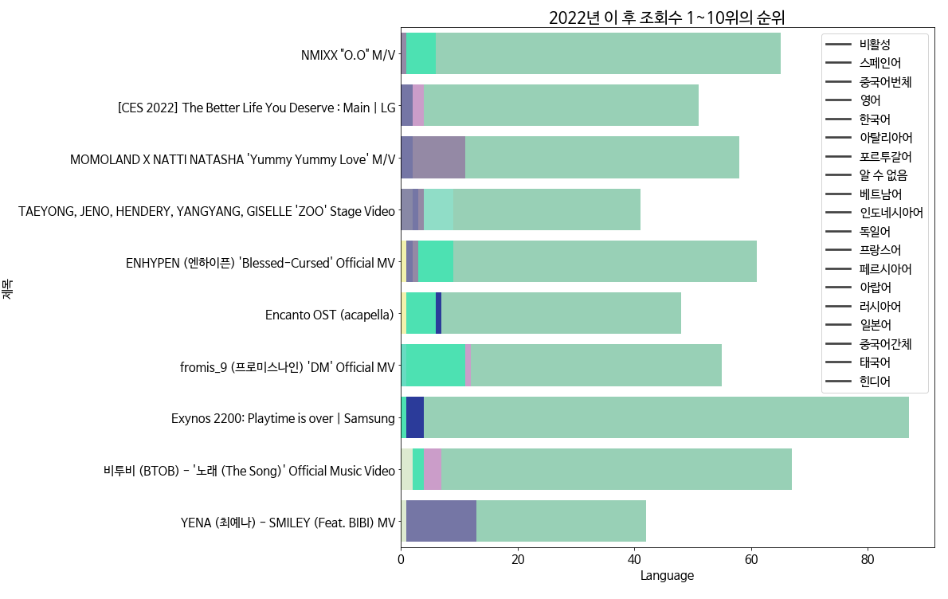 2022년 이 후 조회수 1~10위의 순위
NMIXX "O.O" M/V
[CES 2022] The Better Life You Deserve : Main | LG
MOMOLAND X NATTI NATASHA 'Yummy Yummy Love' M/V
TAEYONG, JENO, HENDERY, YANGYANG, GISELLE 'ZOO' Stage Video
ENHYPEN (엔하이픈) 'Blessed-Cursed' Official MV
Encanto OST (acapella)
fromis_9 (프로미스나인) 'DM' Official MV
Exynos 2200: Playtime is over | Samsung
비투비 (BTOB) - '노래 (The Song)' Official Music Video
YENA (최예나) - SMILEY (Feat. BIBI) MV
제목
비활성
스페인어
중국어번체
영어
한국어
아탈리아어
포르투갈어
알 수 없음
베트남어
인도네시아어
독일어
프랑스어
페르시아어
아랍어
러시아어
일본어
중국어간체
태국어
힌디어
0 20 40 60 80
Language